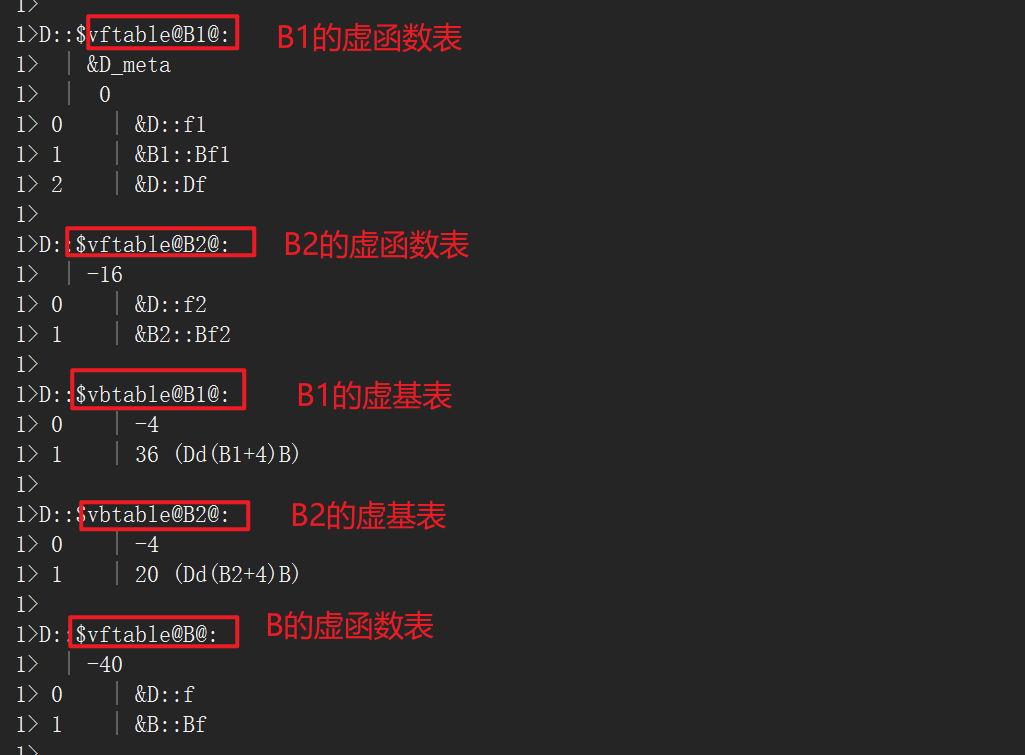 1>
1>D::$vftable@B1@: B1的虚函数表
1> | &D_meta
1> | 0
1> 0 | &D::f1
1> 1 | &B1::Bf1
1> 2 | &D::Df
1>
1>D::$vftable@B2@: B2的虚函数表
1> | -16
1> 0 | &D::f2
1> 1 | &B2::Bf2
1>
1>D::$vbtable@B1@: B1的虚基表
1> 0 | -4
1> 1 | 36 (Dd(B1+4)B)
1>
1>D::$vbtable@B2@: B2的虚基表
1> 0 | -4
1> 1 | 20 (Dd(B2+4)B)
1>
1>D::$vftable@B@: B的虚函数表
1> | -40
1> 0 | &D::f
1> 1 | &B::Bf
1>